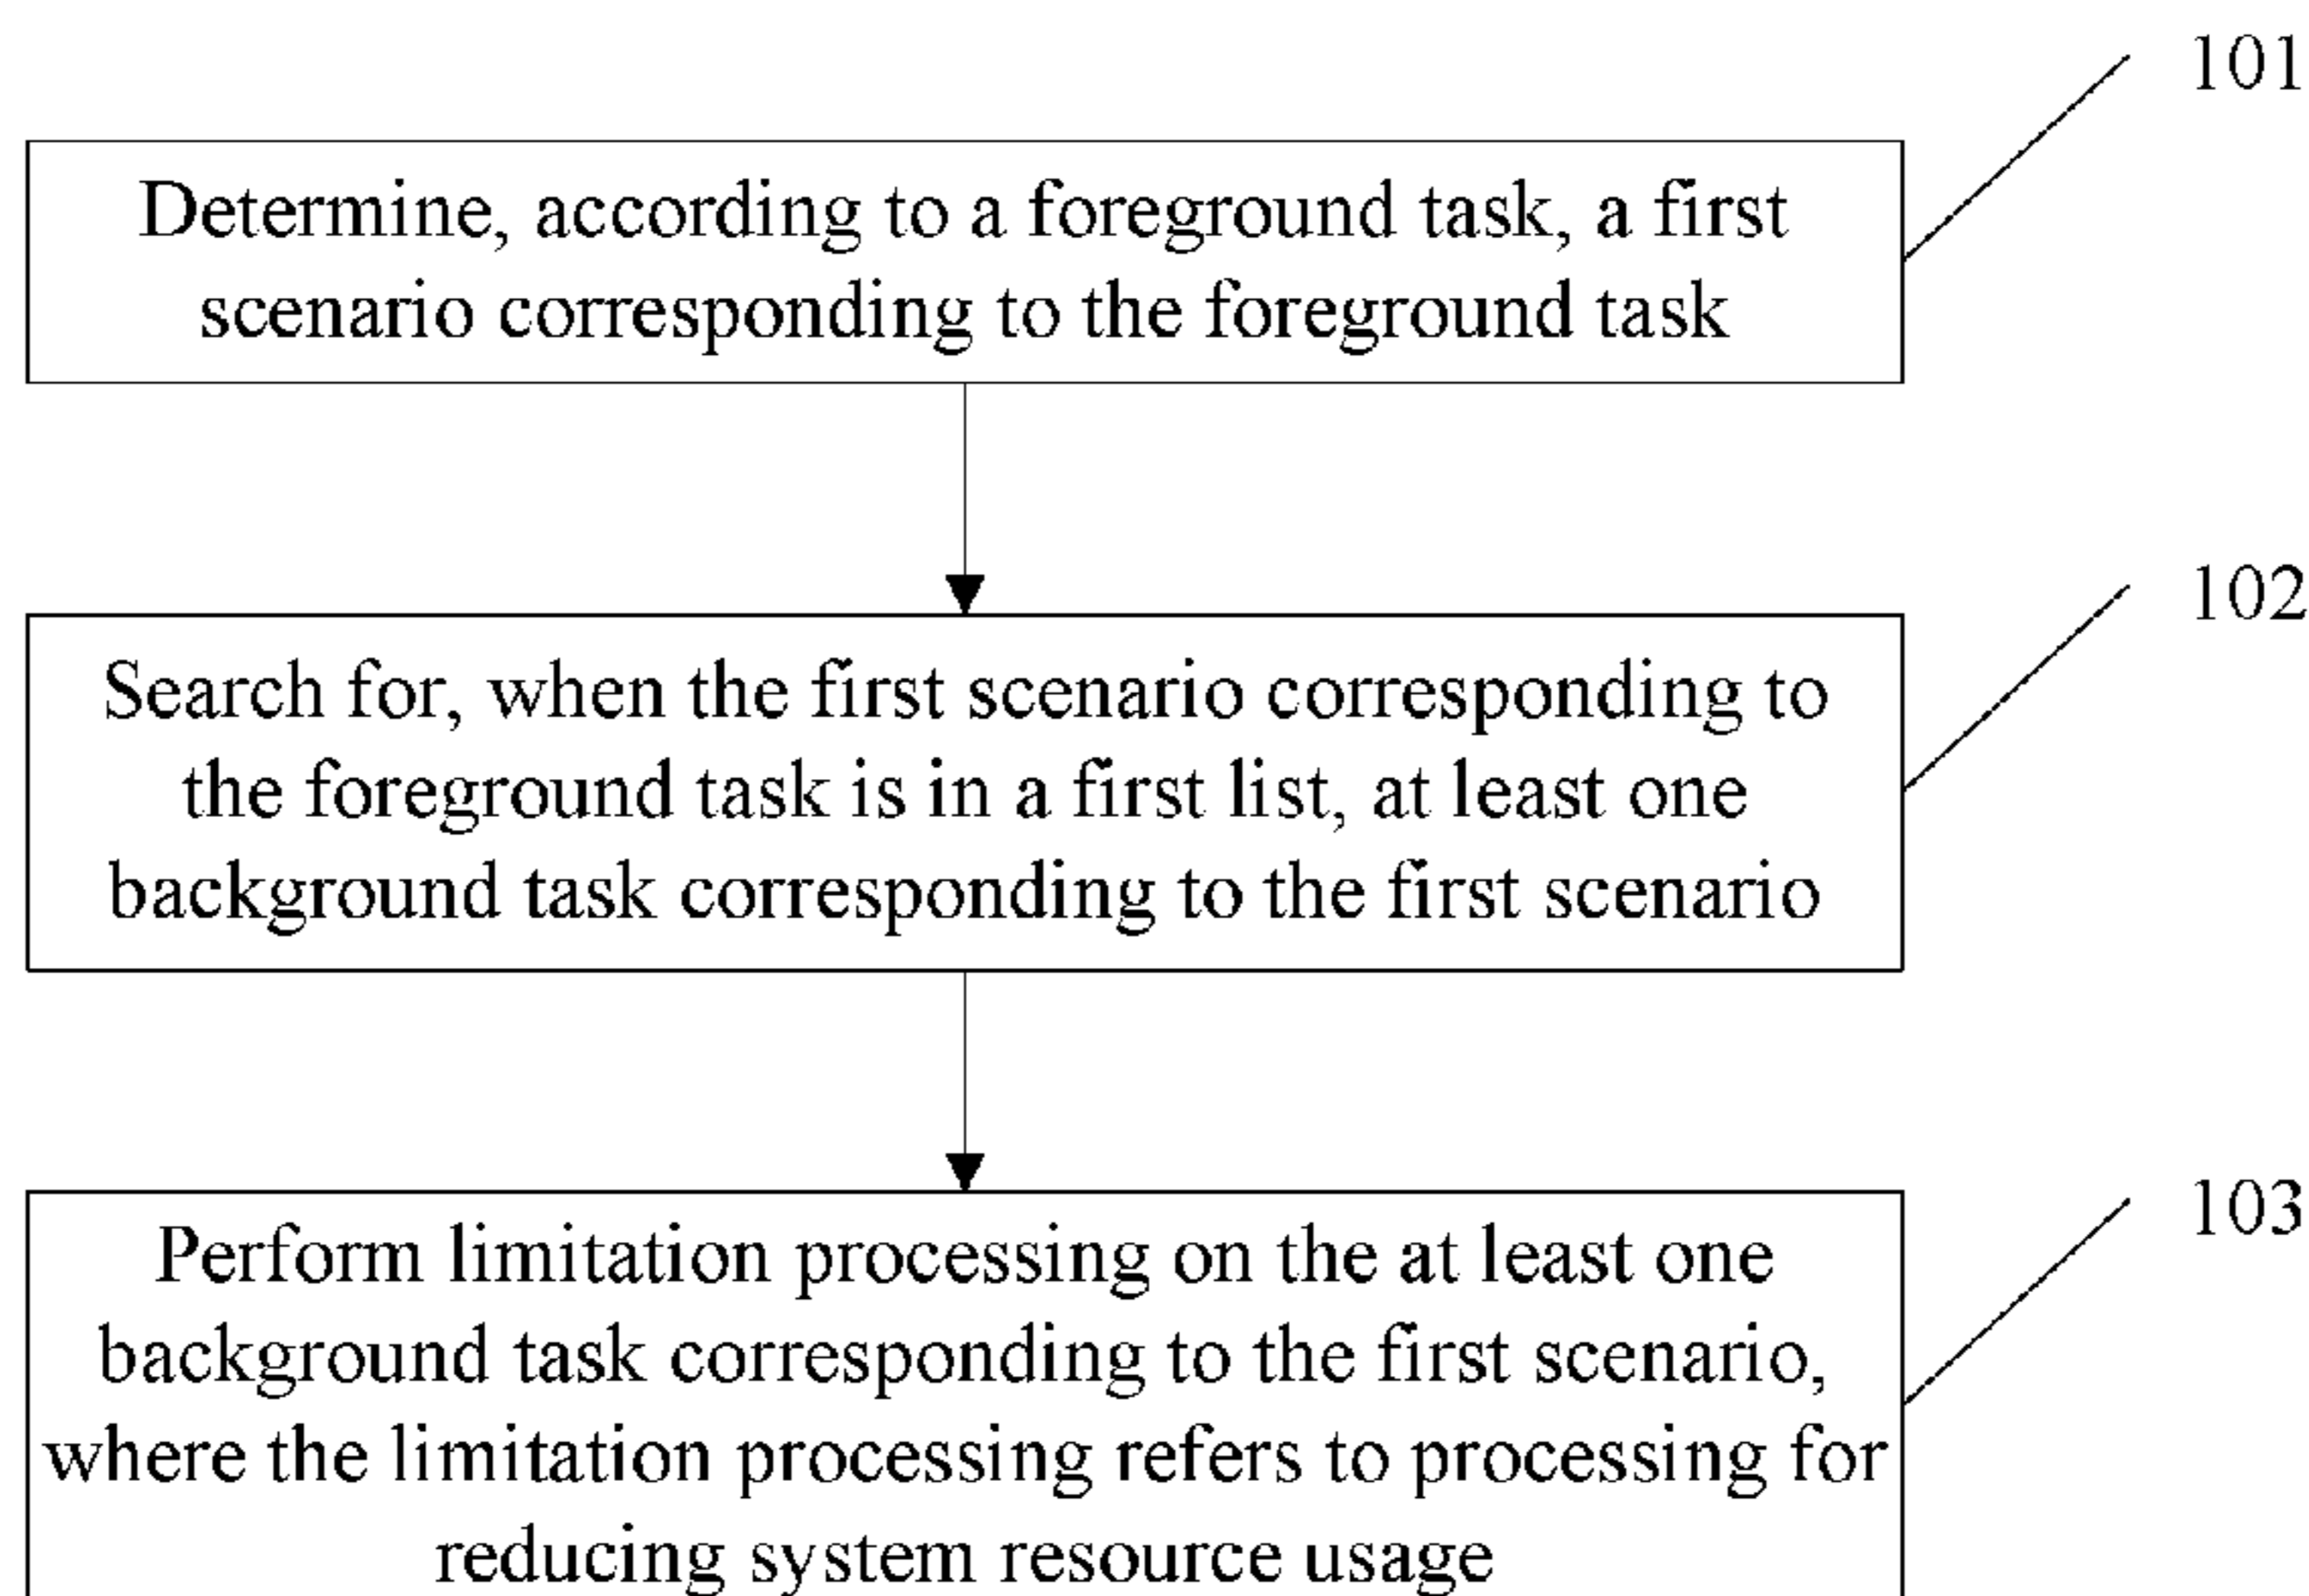 101
Determine, according to a foreground task, a first
scenario corresponding to the foreground task
102
Search for, when the first scenario corresponding to
the foreground task is in a first list, at least one
background task corresponding to the first scenario
103
Perform limitation processing on the at least one
background task corresponding to the first scenario,
where the limitation processing refers to processing for
reducing system resource usage